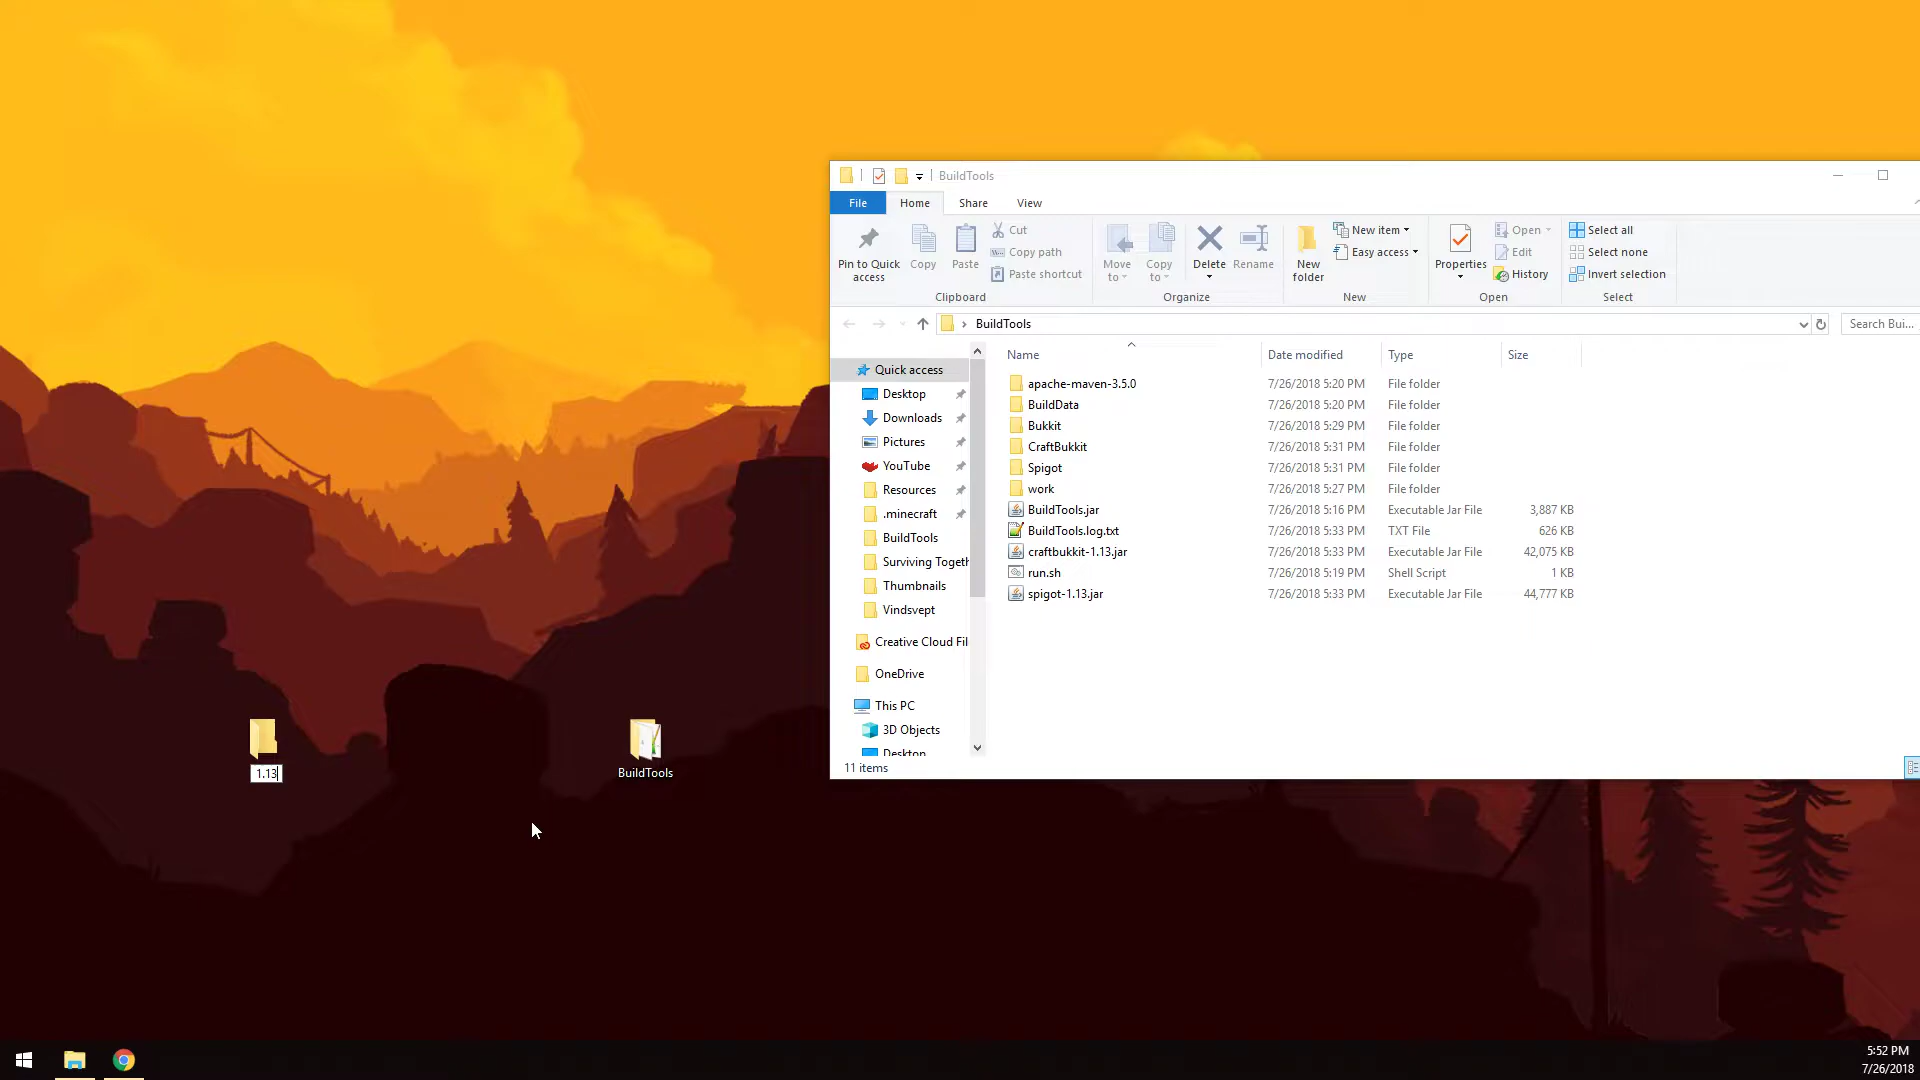 BuildTools
File Home Share View
Pin to Quick access
Copy
Paste
Cut
Copy path
Paste shortcut
Clipboard
Move to
Copy to
Delete
Rename
Organize
New folder
New item
Easy access
New
Properties
Open
Edit
History
Open
Select all
Select none
Invert selection
Select
BuildTools
Search Bui...
Quick access
Desktop
Downloads
Pictures
YouTube
Resources
.minecraft
BuildTools
Surviving Togeth
Thumbnails
Vindsvept
Creative Cloud Fil
OneDrive
This PC
3D Objects
Desktop
Name Date modified Type Size
apache-maven-3.5.0 7/26/2018 5:20 PM File folder
BuildData 7/26/2018 5:20 PM File folder
Bukkit 7/26/2018 5:29 PM File folder
CraftBukkit 7/26/2018 5:31 PM File folder
Spigot 7/26/2018 5:31 PM File folder
work 7/26/2018 5:27 PM File folder
BuildTools.jar 7/26/2018 5:16 PM Executable Jar File 3,887 KB
BuildTools.log.txt 7/26/2018 5:33 PM TXT File 626 KB
craftbukkit-1.13.jar 7/26/2018 5:33 PM Executable Jar File 42,075 KB
run.sh 7/26/2018 5:19 PM Shell Script 1 KB
spigot-1.13.jar 7/26/2018 5:33 PM Executable Jar File 44,777 KB
11 items
1.13
BuildTools
5:52 PM
7/26/2018